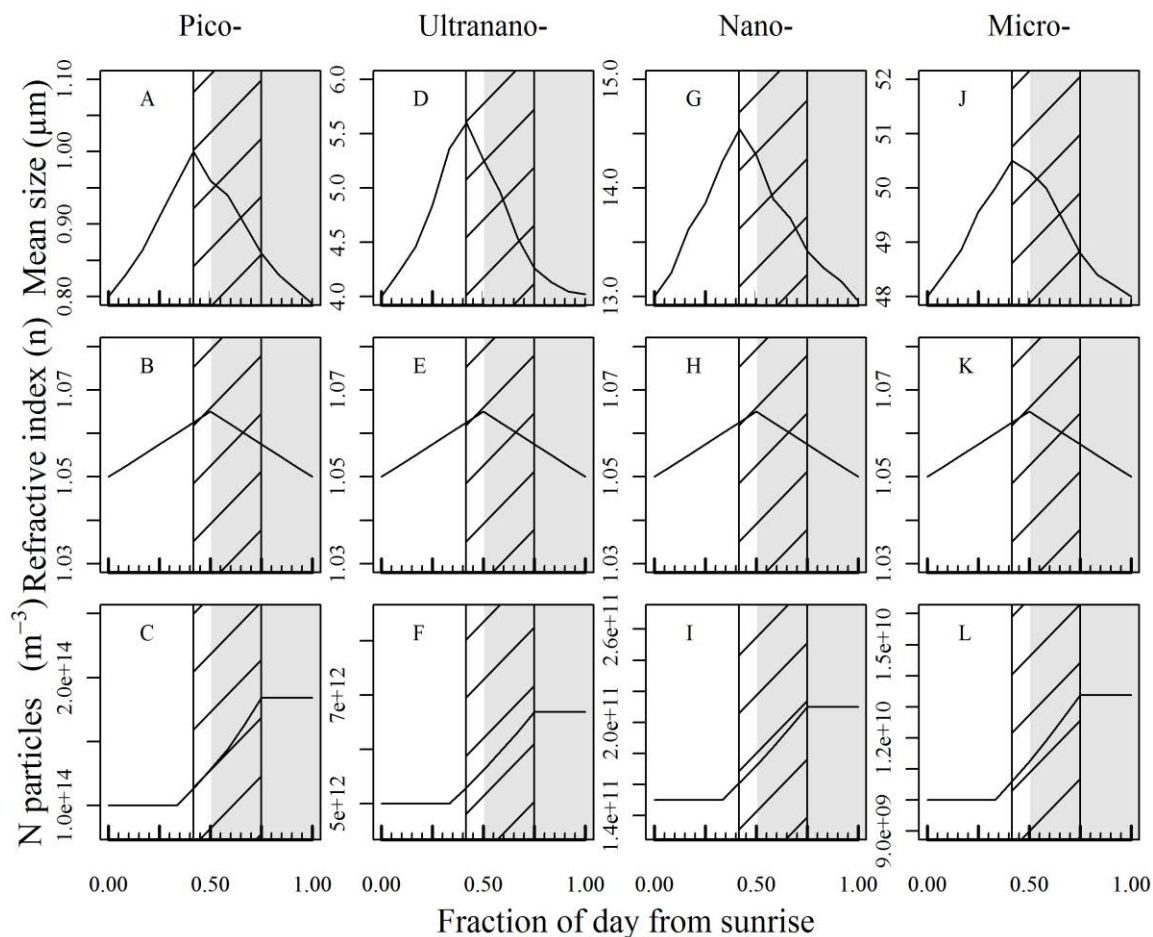 Pico- Ultranano- Nano- Micro-
Mean size (µm)
0.80 0.90 1.00 1.10
A
4.0 4.5 5.0 5.5 6.0
D
13.0 14.0 15.0
G
48 49 50 51 52
J
Refractive index (n)
1.03 1.05 1.07
B
1.03 1.05 1.07
E
1.03 1.05 1.07
H
1.03 1.05 1.07
K
N particles (m⁻³)
1.0e+14 2.0e+14
C
5e+12 7e+12
F
1.4e+11 2.0e+11 2.6e+11
I
9.0e+09 1.2e+10 1.5e+10
L
0.00 0.50 1.00 0.00 0.50 1.00 0.00 0.50 1.00 0.00 0.50 1.00
Fraction of day from sunrise